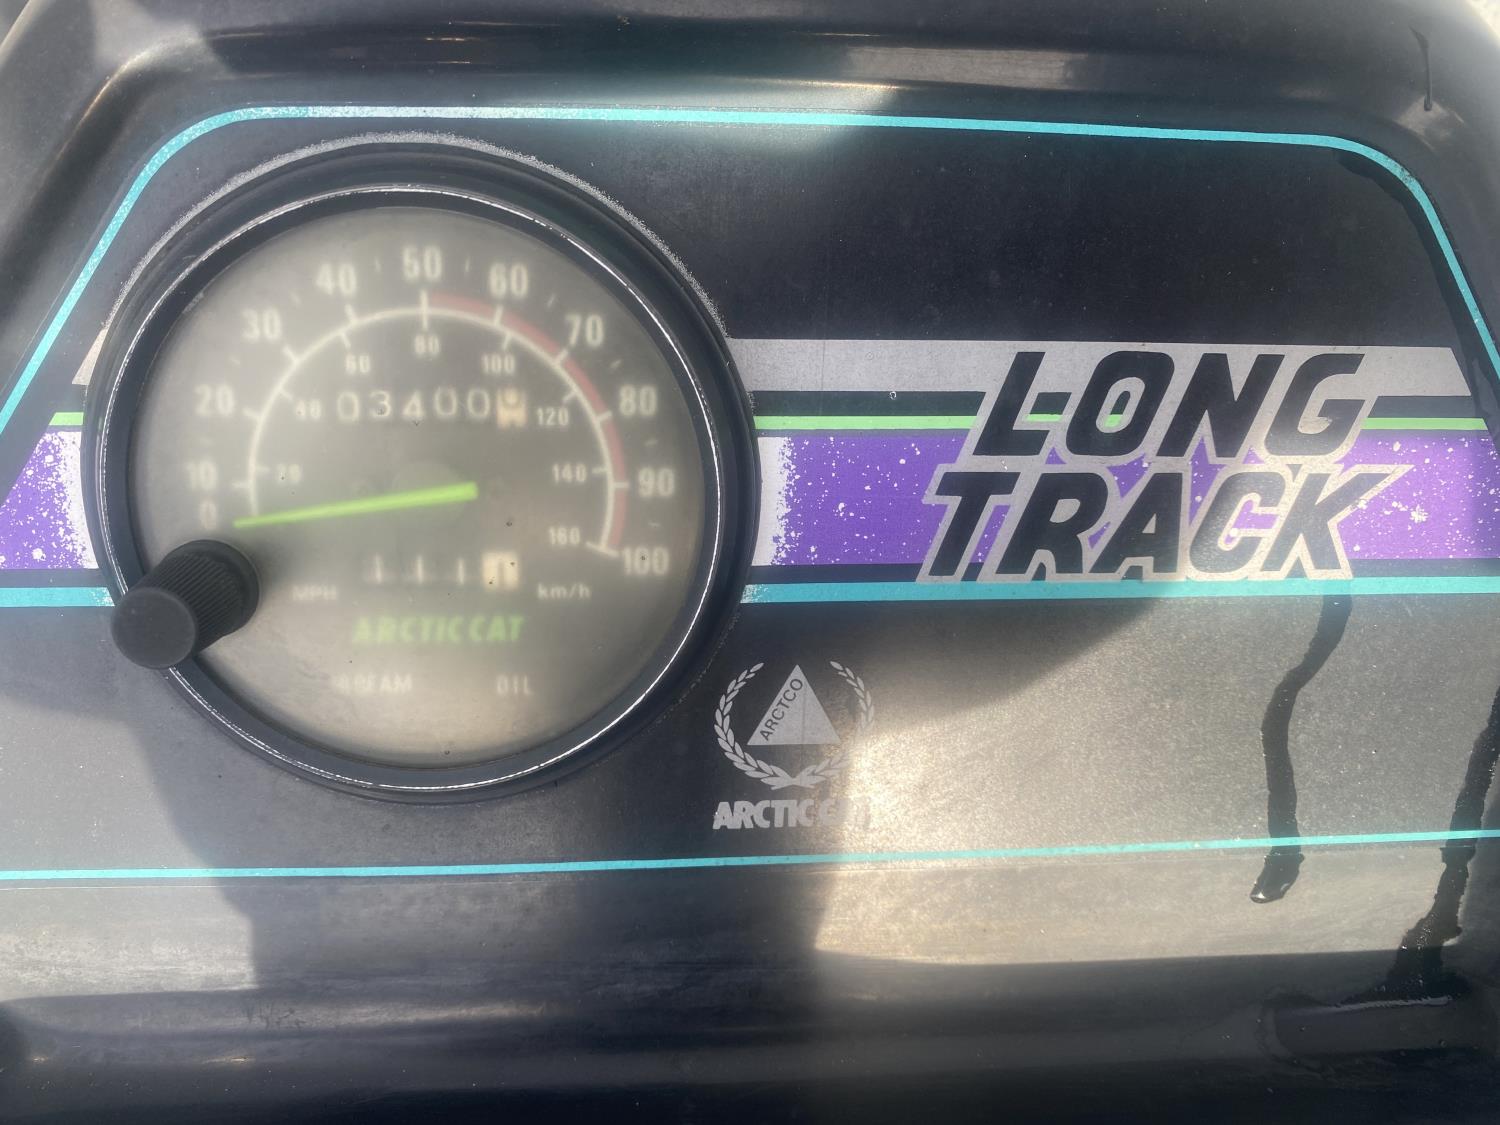 50
40 60
30 70
80
60 100
20 80
40 03400 120
10 20 140 90
0
160 100
MPH km/h
ARCTIC CAT
OIL
LONG
TRACK
ARCTCO
ARCTIC CAT